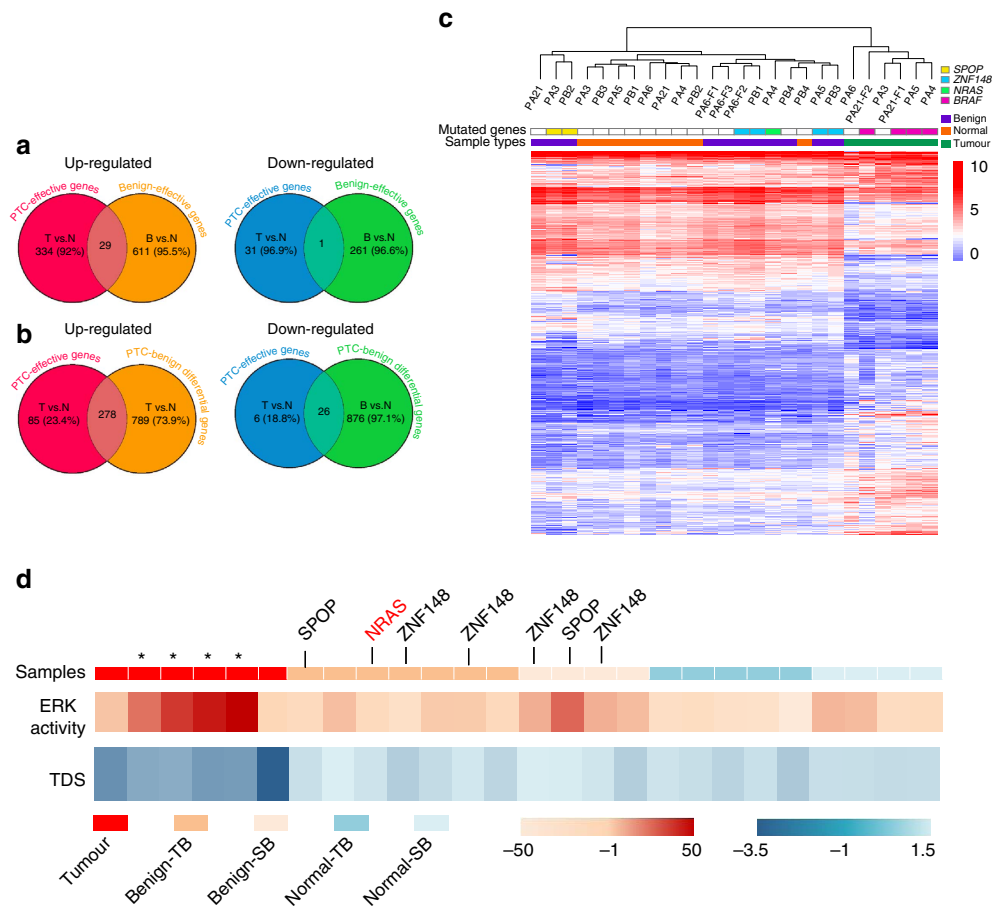 c
PA21
PA3
PB2
PA3
PB3
PA5
PB1
PA6
PA21
PA4
PB2
PA6-F1
PA6-F3
PA6-F2
PB1
PA4
PB4
PB4
PA5
PB3
PA6
PA21-F2
PA3
PA21-F1
PA5
PA4
SPOP
ZNF148
NRAS
BRAF
Benign
Normal
Tumour
Mutated genes
Sample types
10
5
0
a
Up-regulated
PTC-effective genes
Benign-effective genes
T vs.N
334 (92%)
29
B vs.N
611 (95.5%)
Down-regulated
PTC-effective genes
Benign-effective genes
T vs.N
31 (96.9%)
1
B vs.N
261 (96.6%)
b
Up-regulated
PTC-effective genes
PTC-benign differential genes
T vs.N
85 (23.4%)
278
T vs.N
789 (73.9%)
Down-regulated
PTC-effective genes
PTC-benign differential genes
T vs.N
6 (18.8%)
26
B vs.N
876 (97.1%)
d
SPOP
NRAS
ZNF148
ZNF148
ZNF148
SPOP
ZNF148
* * * *
Samples
ERK
activity
TDS
Tumour
Benign-TB
Benign-SB
Normal-TB
Normal-SB
−50 −1 50
−3.5 −1 1.5